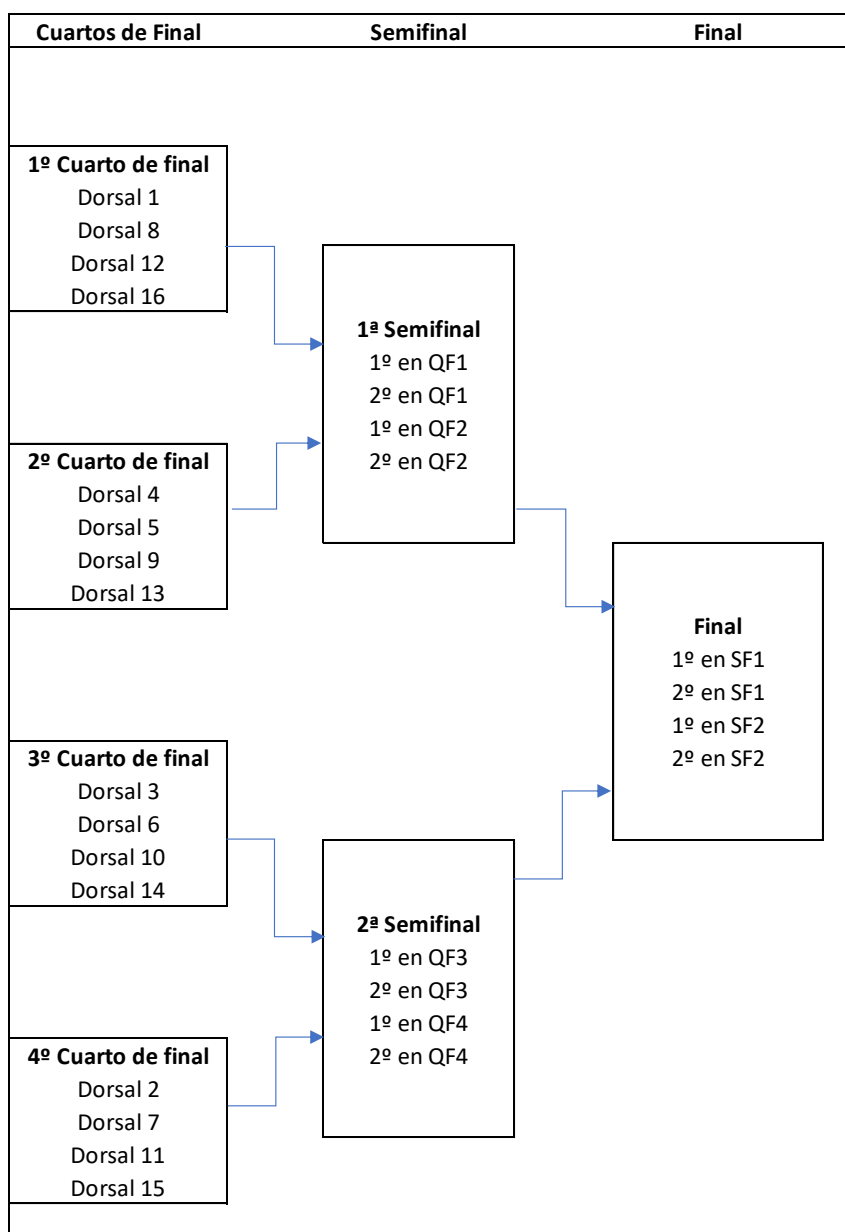 Cuartos de Final Semifinal Final
1º Cuarto de final
Dorsal 1
Dorsal 8
Dorsal 12
Dorsal 16
2º Cuarto de final
Dorsal 4
Dorsal 5
Dorsal 9
Dorsal 13
3º Cuarto de final
Dorsal 3
Dorsal 6
Dorsal 10
Dorsal 14
4º Cuarto de final
Dorsal 2
Dorsal 7
Dorsal 11
Dorsal 15
1ª Semifinal
1º en QF1
2º en QF1
1º en QF2
2º en QF2
2ª Semifinal
1º en QF3
2º en QF3
1º en QF4
2º en QF4
Final
1º en SF1
2º en SF1
1º en SF2
2º en SF2